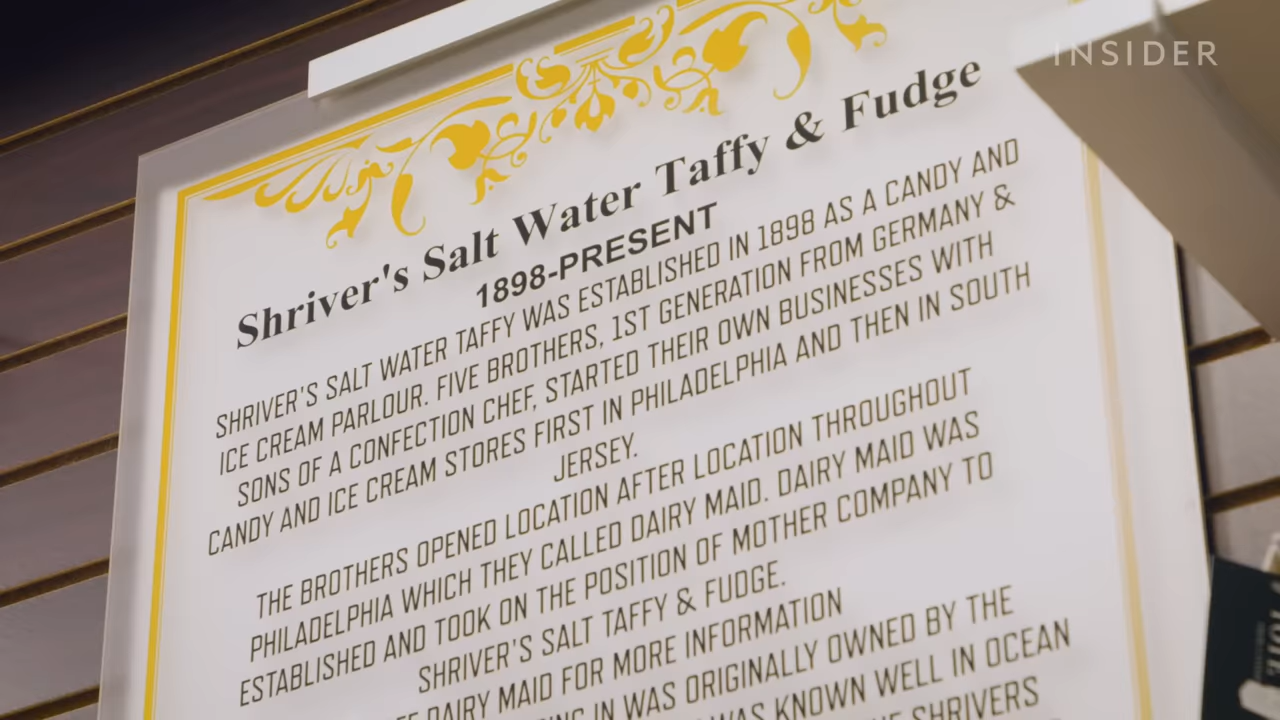 INSIDER
Shriver's Salt Water Taffy & Fudge
1898-PRESENT
SHRIVER'S SALT WATER TAFFY WAS ESTABLISHED IN 1898 AS A CANDY AND
ICE CREAM PARLOUR. FIVE BROTHERS, 1ST GENERATION FROM GERMANY &
SONS OF A CONFECTION CHEF, STARTED THEIR OWN BUSINESSES WITH
CANDY AND ICE CREAM STORES FIRST IN PHILADELPHIA AND THEN IN SOUTH
JERSEY.
THE BROTHERS OPENED LOCATION AFTER LOCATION THROUGHOUT
PHILADELPHIA WHICH THEY CALLED DAIRY MAID. DAIRY MAID WAS
ESTABLISHED AND TOOK ON THE POSITION OF MOTHER COMPANY TO
SHRIVER'S SALT TAFFY & FUDGE.
DAIRY MAID FOR MORE INFORMATION
IN WAS ORIGINALLY OWNED BY THE
WAS KNOWN WELL IN OCEAN
SHRIVERS